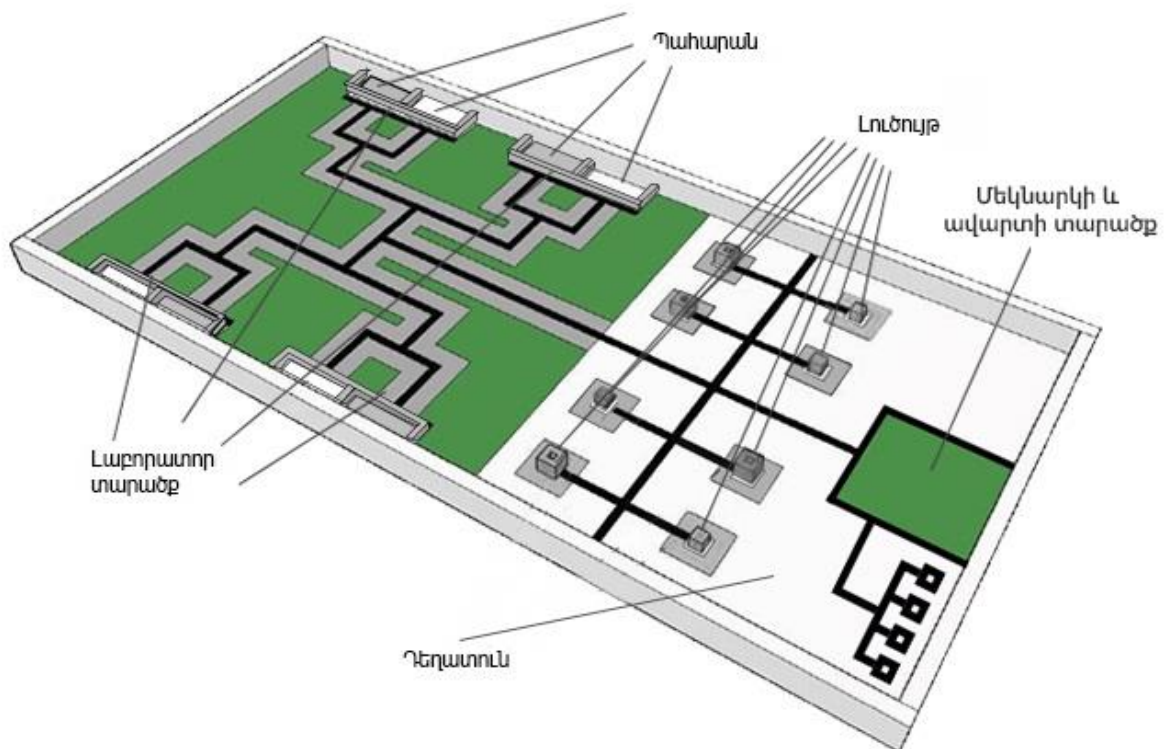 Պահարան
Լուծույթ
Մեկնարկի և
ավարտի տարածք
Լաբորատոր
տարածք
Դեղատուն